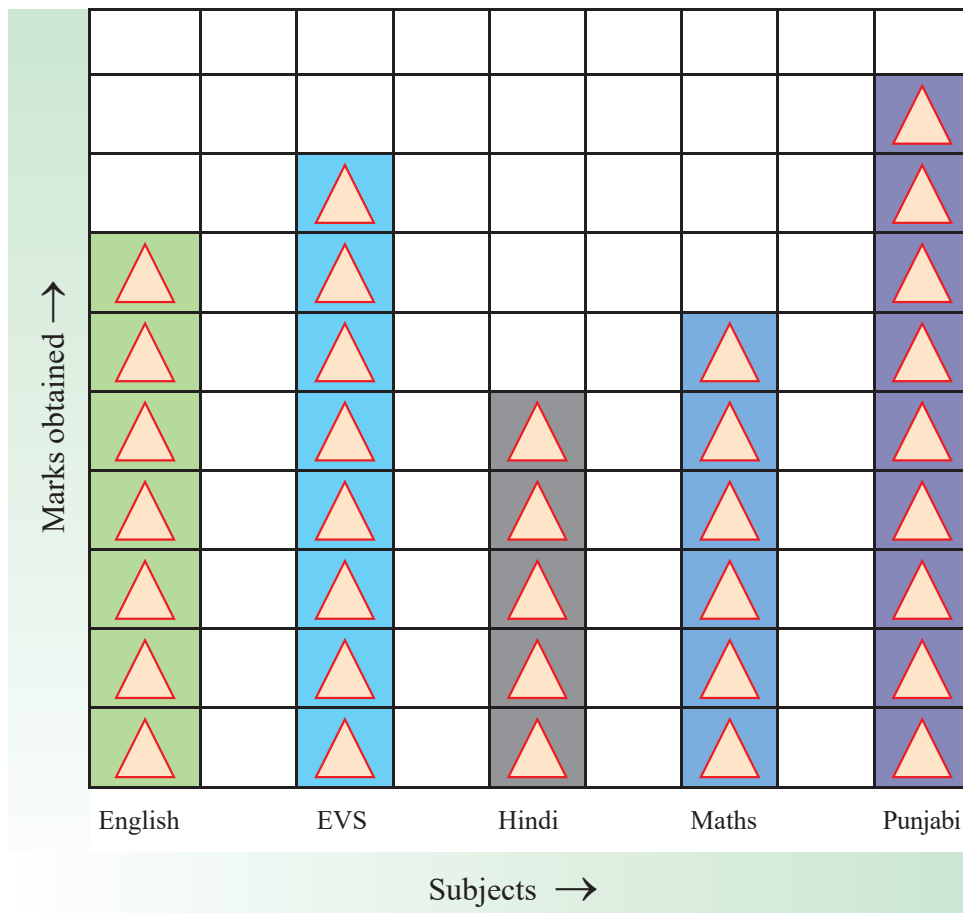 Marks obtained →
English EVS Hindi Maths Punjabi
Subjects →